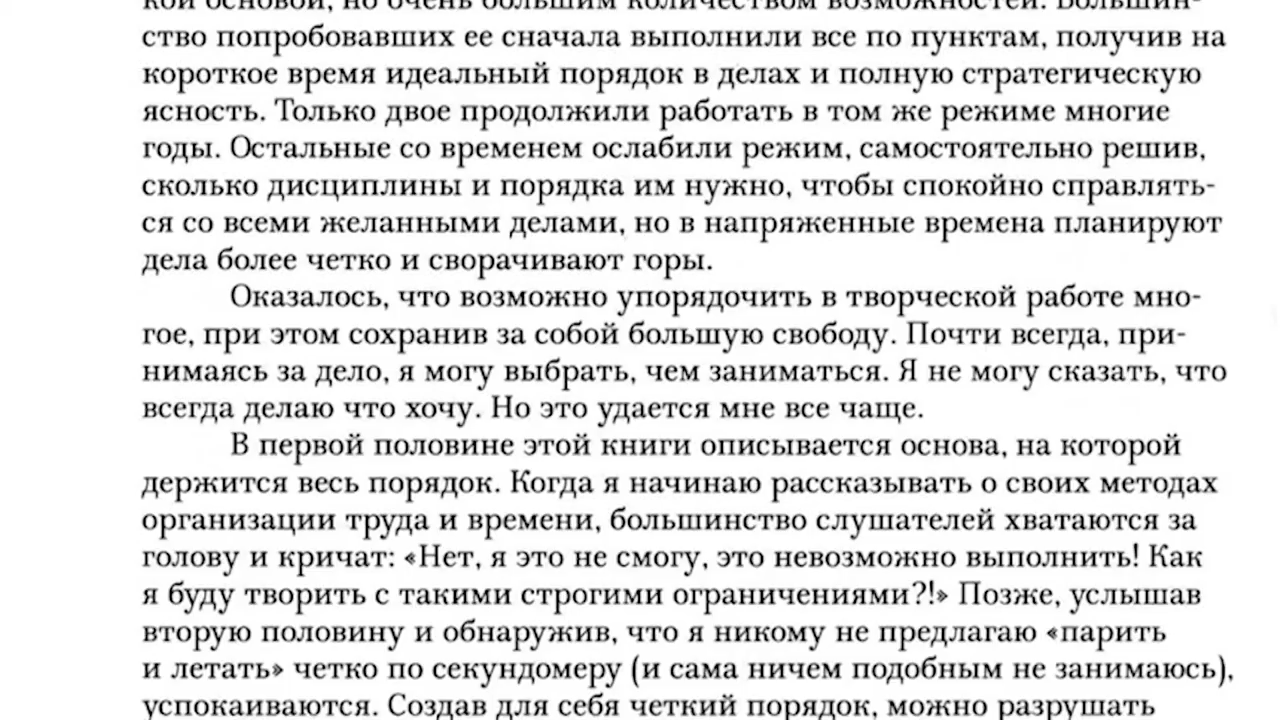 кой основой, но очень большим количеством возможностей. Большин-
ство попробовавших ее сначала выполнили все по пунктам, получив на
короткое время идеальный порядок в делах и полную стратегическую
ясность. Только двое продолжили работать в том же режиме многие
годы. Остальные со временем ослабили режим, самостоятельно решив,
сколько дисциплины и порядка им нужно, чтобы спокойно справлять-
ся со всеми желанными делами, но в напряженные времена планируют
дела более четко и сворачивают горы.
Оказалось, что возможно упорядочить в творческой работе мно-
гое, при этом сохранив за собой большую свободу. Почти всегда, при-
нимаясь за дело, я могу выбрать, чем заниматься. Я не могу сказать, что
всегда делаю что хочу. Но это удается мне все чаще.
В первой половине этой книги описывается основа, на которой
держится весь порядок. Когда я начинаю рассказывать о своих методах
организации труда и времени, большинство слушателей хватаются за
голову и кричат: «Нет, я это не смогу, это невозможно выполнить! Как
я буду творить с такими строгими ограничениями?!» Позже, услышав
вторую половину и обнаружив, что я никому не предлагаю «парить
и летать» четко по секундомеру (и сама ничем подобным не занимаюсь),
успокаиваются. Создав для себя четкий порядок, можно разрушать